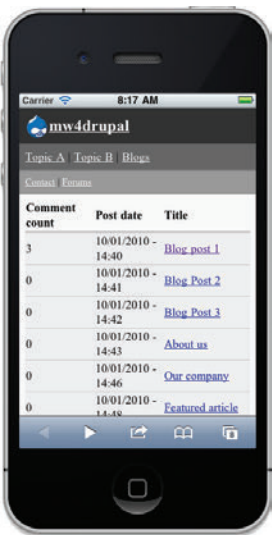 Carrier 8:17 AM
mw4drupal
Topic A | Topic B | Blogs
Contact | Forums
Comment count Post date Title
3 10/01/2010 - 14:40 Blog post 1
0 10/01/2010 - 14:41 Blog Post 2
0 10/01/2010 - 14:42 Blog Post 3
0 10/01/2010 - 14:43 About us
0 10/01/2010 - 14:46 Our company
0 10/01/2010 - 14:48 Featured article